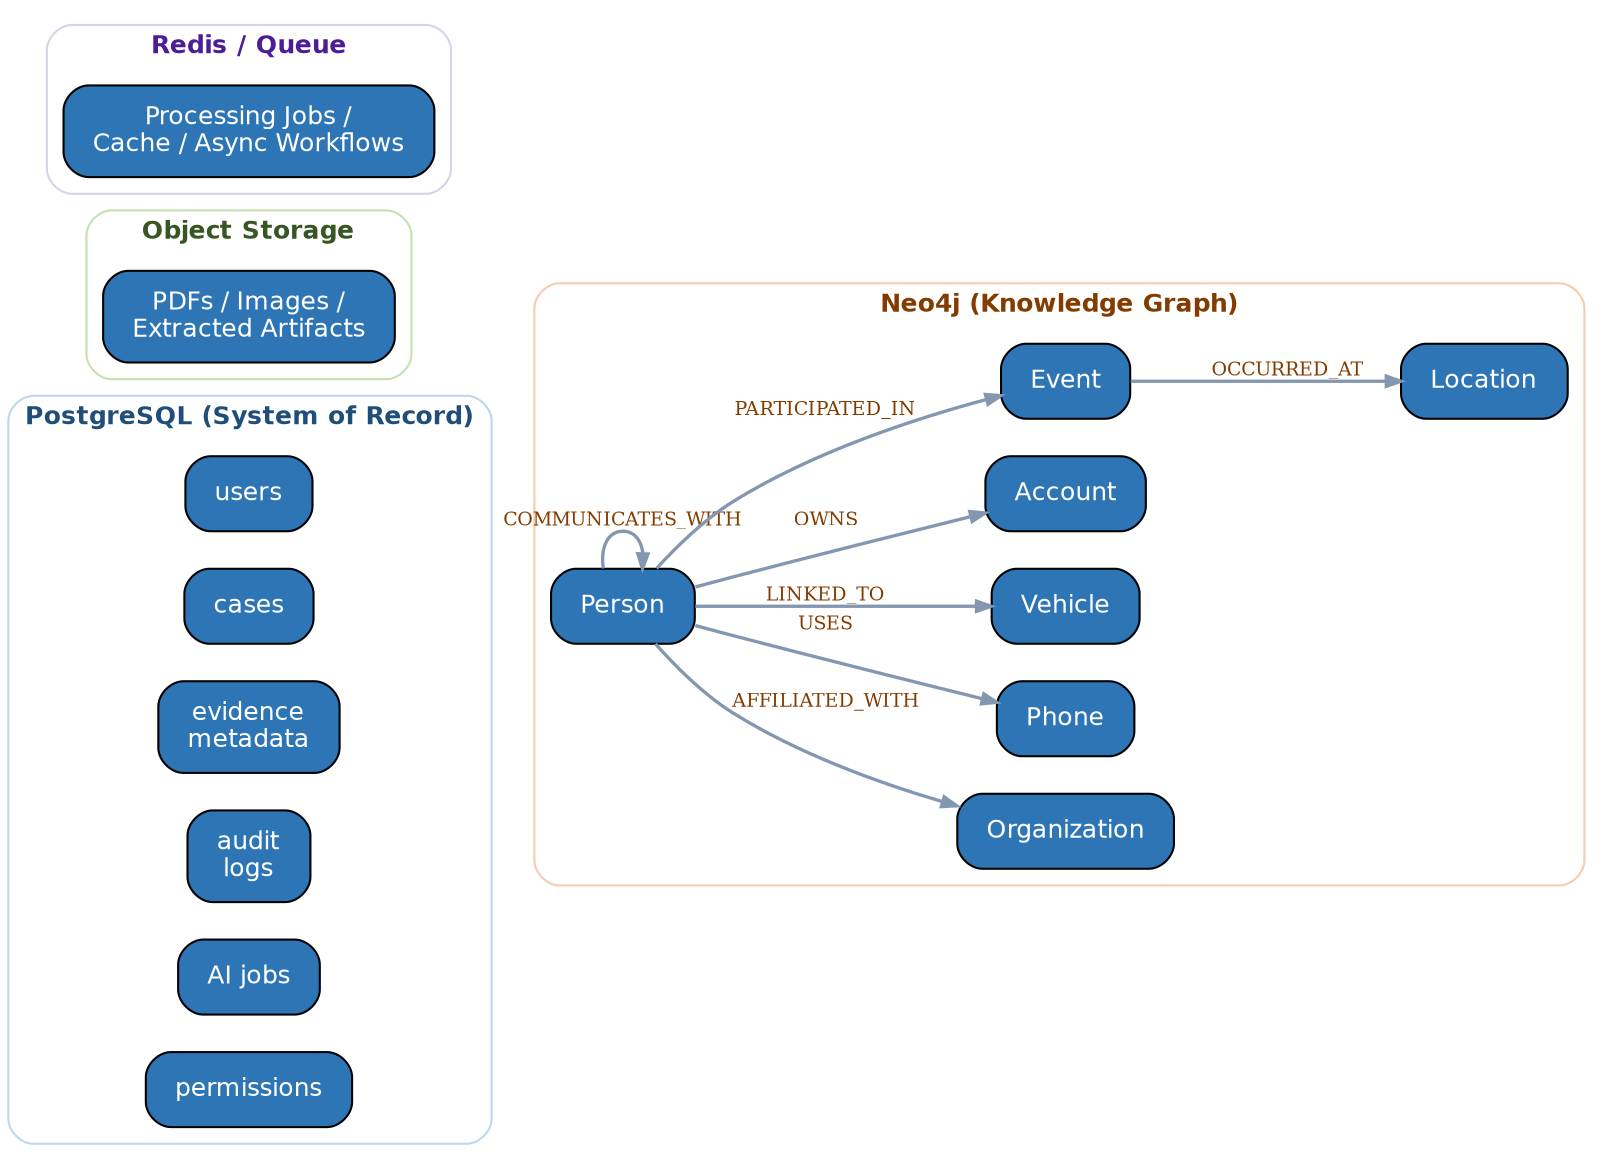 Redis / Queue
Processing Jobs /
Cache / Async Workflows
Object Storage
PDFs / Images /
Extracted Artifacts
PostgreSQL (System of Record)
users
cases
evidence
metadata
audit
logs
AI jobs
permissions
Neo4j (Knowledge Graph)
Event
OCCURRED_AT
Location
PARTICIPATED_IN
Account
COMMUNICATES_WITH
OWNS
Person
LINKED_TO
Vehicle
USES
Phone
AFFILIATED_WITH
Organization